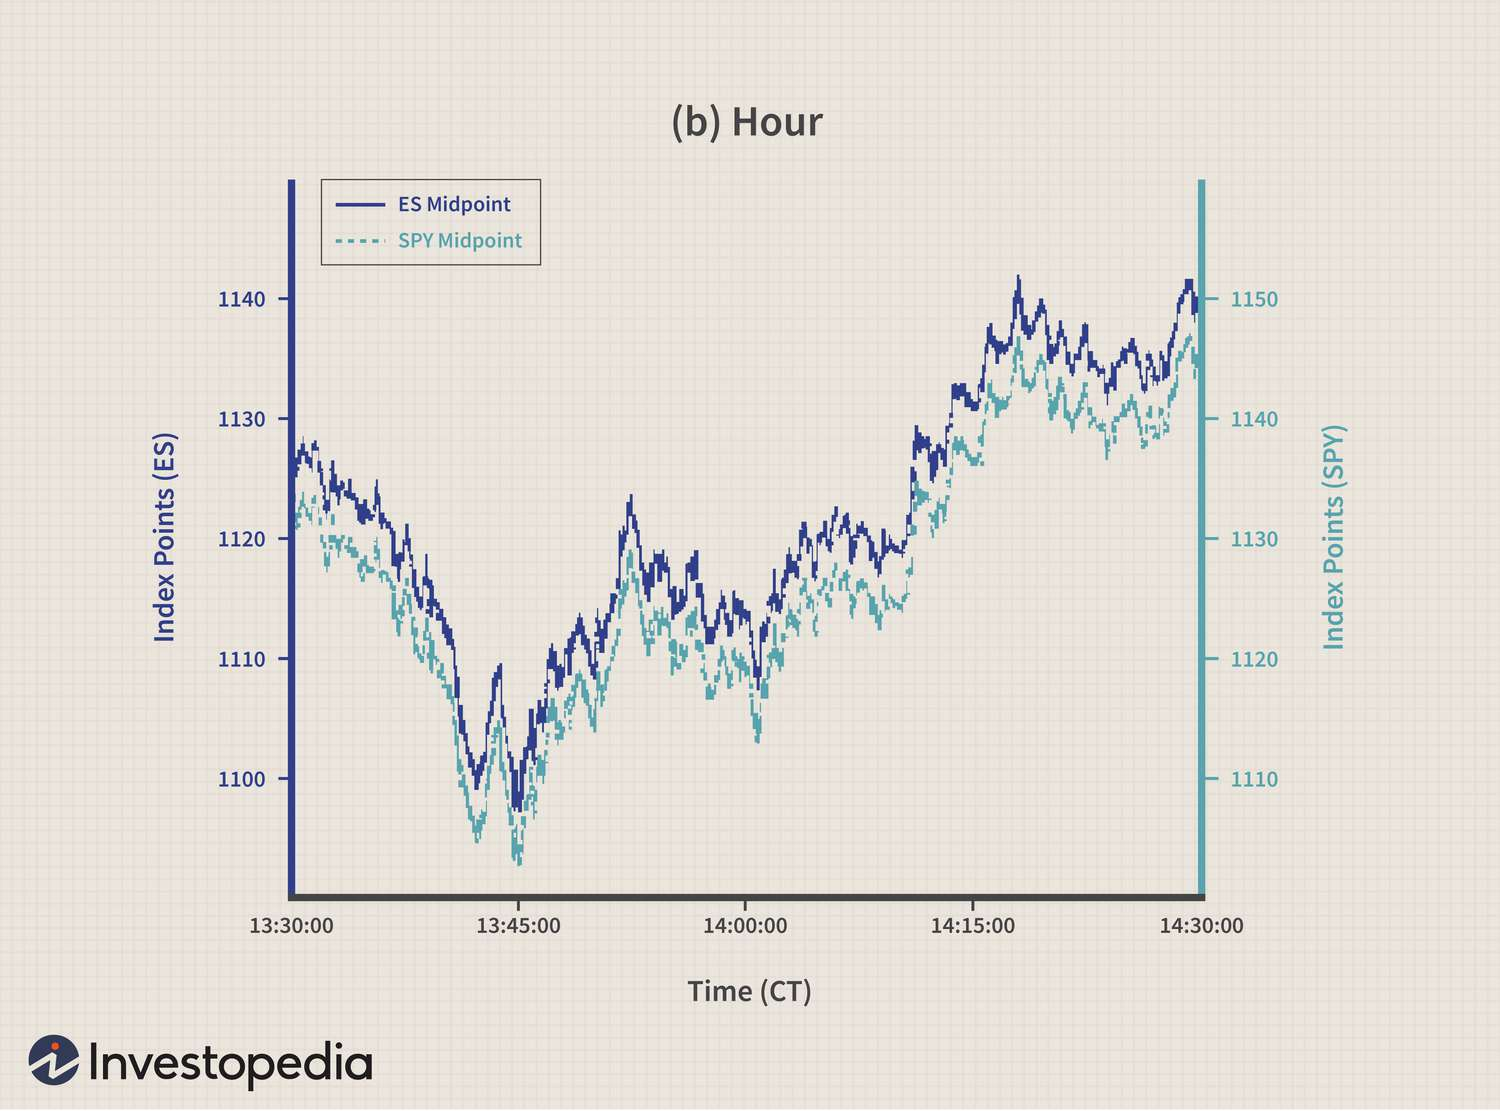 (b) Hour
ES Midpoint
SPY Midpoint
1140
1130
1120
1110
1100
Index Points (ES)
1150
1140
1130
1120
1110
Index Points (SPY)
13:30:00 13:45:00 14:00:00 14:15:00 14:30:00
Time (CT)
Investopedia